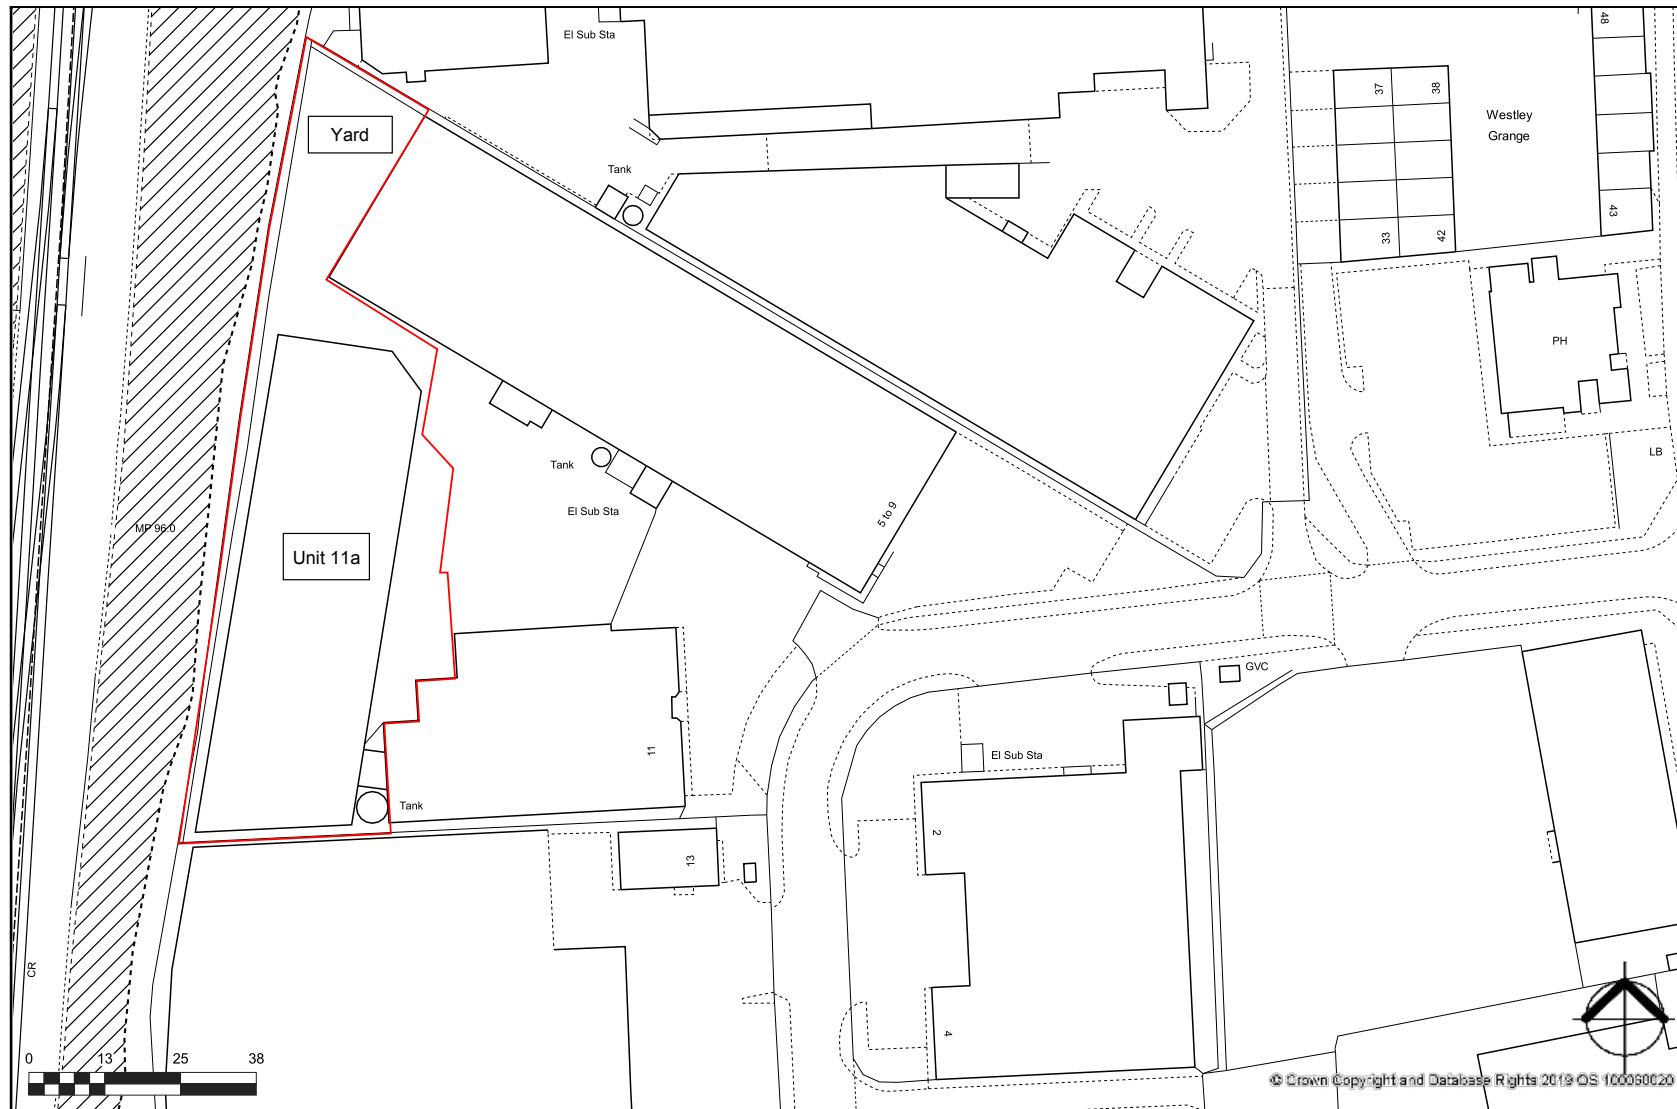 El Sub Sta
48
37
38
Westley
Grange
Yard
Tank
43
33
42
PH
LB
Tank
El Sub Sta
5 to 9
MP 96.0
Unit 11a
GVC
11
El Sub Sta
Tank
2
13
CR
4
0 13 25 38
© Crown Copyright and Database Rights 2019 OS 100060020